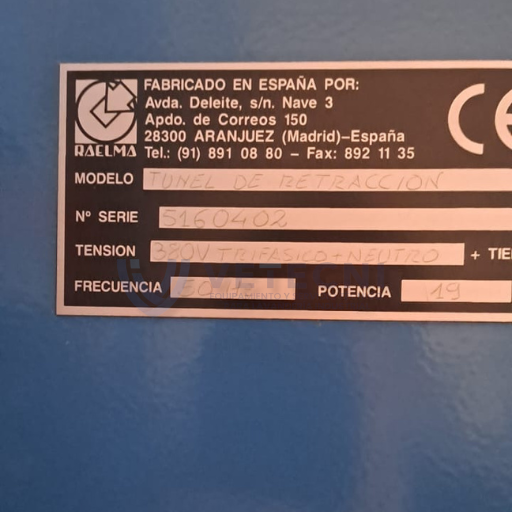 FABRICADO EN ESPAÑA POR:
Avda. Deleite, s/n. Nave 3
Apdo. de Correos 150
28300 ARANJUEZ (Madrid)-España
RAELMA Tel.: (91) 891 08 80 - Fax: 892 11 35
CE
MODELO TUNEL DE RETRACCION
Nº SERIE 5160402
TENSION 380V TRIFASICO + NEUTRO + TIE
FRECUENCIA 50 POTENCIA 19